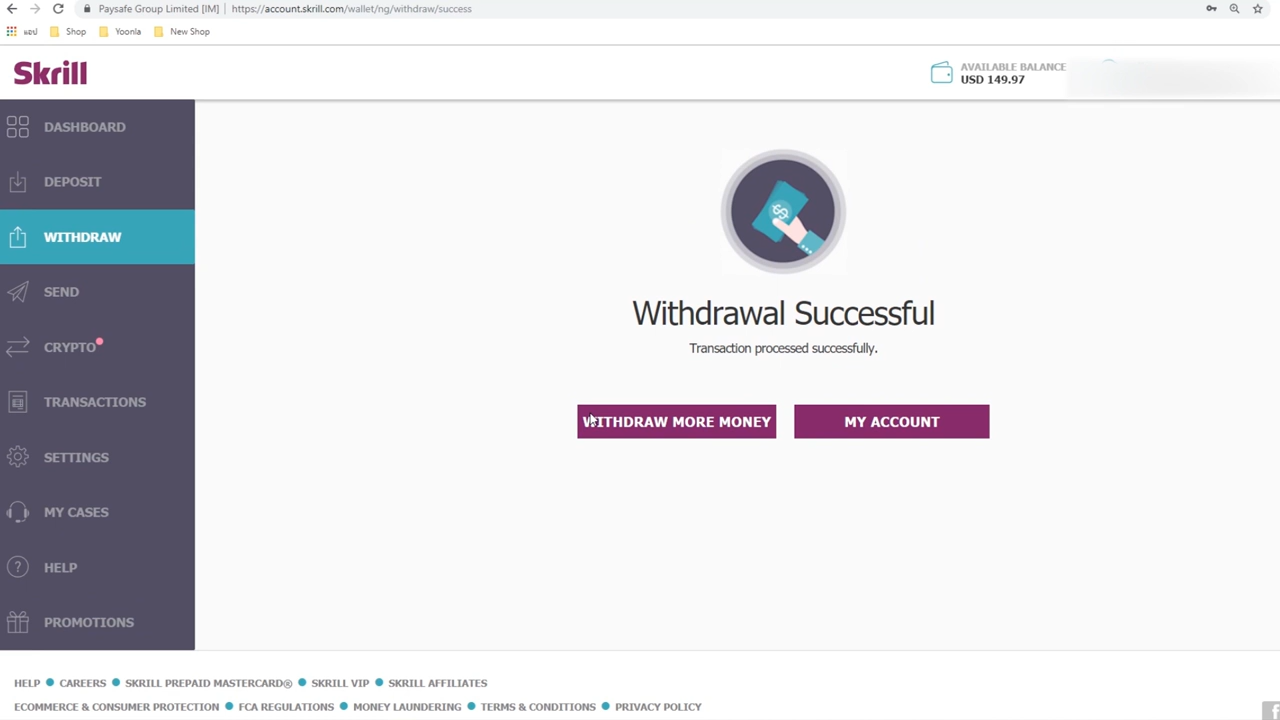 Paysafe Group Limited [IM] | https://account.skrill.com/wallet/ng/withdraw/success
แอป Shop Yoonla New Shop
Skrill
AVAILABLE BALANCE
USD 149.97
DASHBOARD
DEPOSIT
WITHDRAW
SEND
CRYPTO
TRANSACTIONS
SETTINGS
MY CASES
HELP
PROMOTIONS
$
Withdrawal Successful
Transaction processed successfully.
WITHDRAW MORE MONEY MY ACCOUNT
HELP CAREERS SKRILL PREPAID MASTERCARD® SKRILL VIP SKRILL AFFILIATES
ECOMMERCE & CONSUMER PROTECTION FCA REGULATIONS MONEY LAUNDERING TERMS & CONDITIONS PRIVACY POLICY